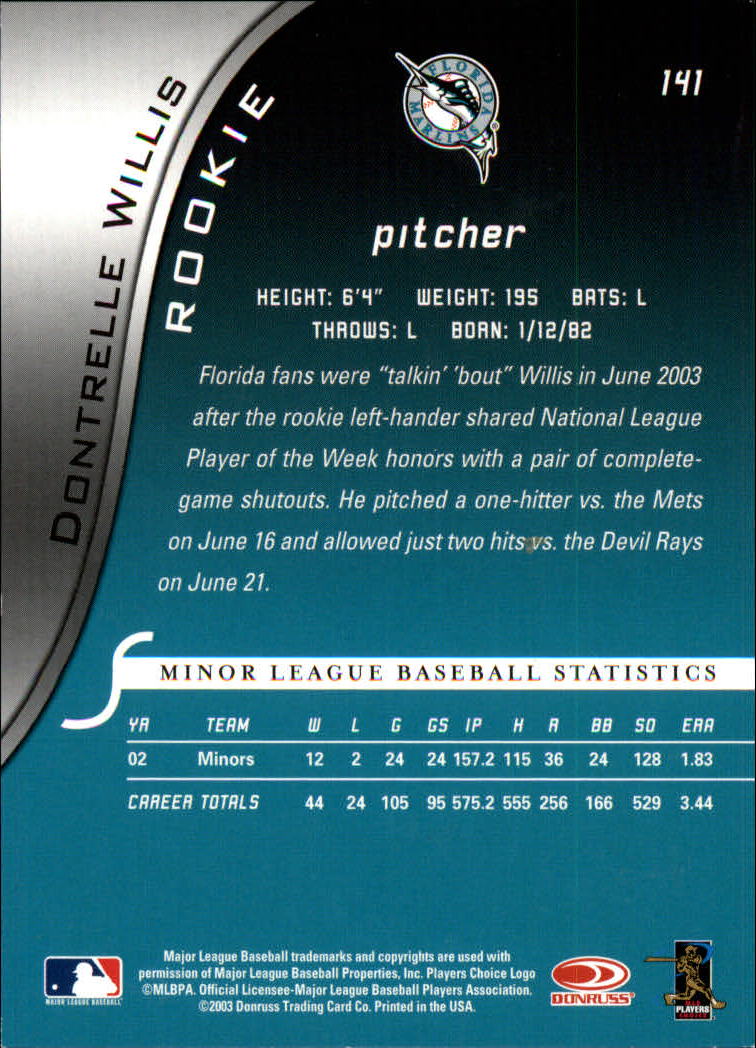 DONTRELLE WILLIS
ROOKIE
FLORIDA
MARLINS
141
pitcher
HEIGHT: 6'4" WEIGHT: 195 BATS: L
THROWS: L BORN: 1/12/82
Florida fans were "talkin' 'bout" Willis in June 2003
after the rookie left-hander shared National League
Player of the Week honors with a pair of complete-
game shutouts. He pitched a one-hitter vs. the Mets
on June 16 and allowed just two hits vs. the Devil Rays
on June 21.
MINOR LEAGUE BASEBALL STATISTICS
YR TEAM W L G GS IP H R BB SO ERA
02 Minors 12 2 24 24 157.2 115 36 24 128 1.83
CAREER TOTALS 44 24 105 95 575.2 555 256 166 529 3.44
Major League Baseball trademarks and copyrights are used with
permission of Major League Baseball Properties, Inc. Players Choice Logo
©MLBPA. Official Licensee-Major League Baseball Players Association.
©2003 Donruss Trading Card Co. Printed in the USA.
MAJOR LEAGUE BASEBALL
DONRUSS
MLB
PLAYERS
CHOICE